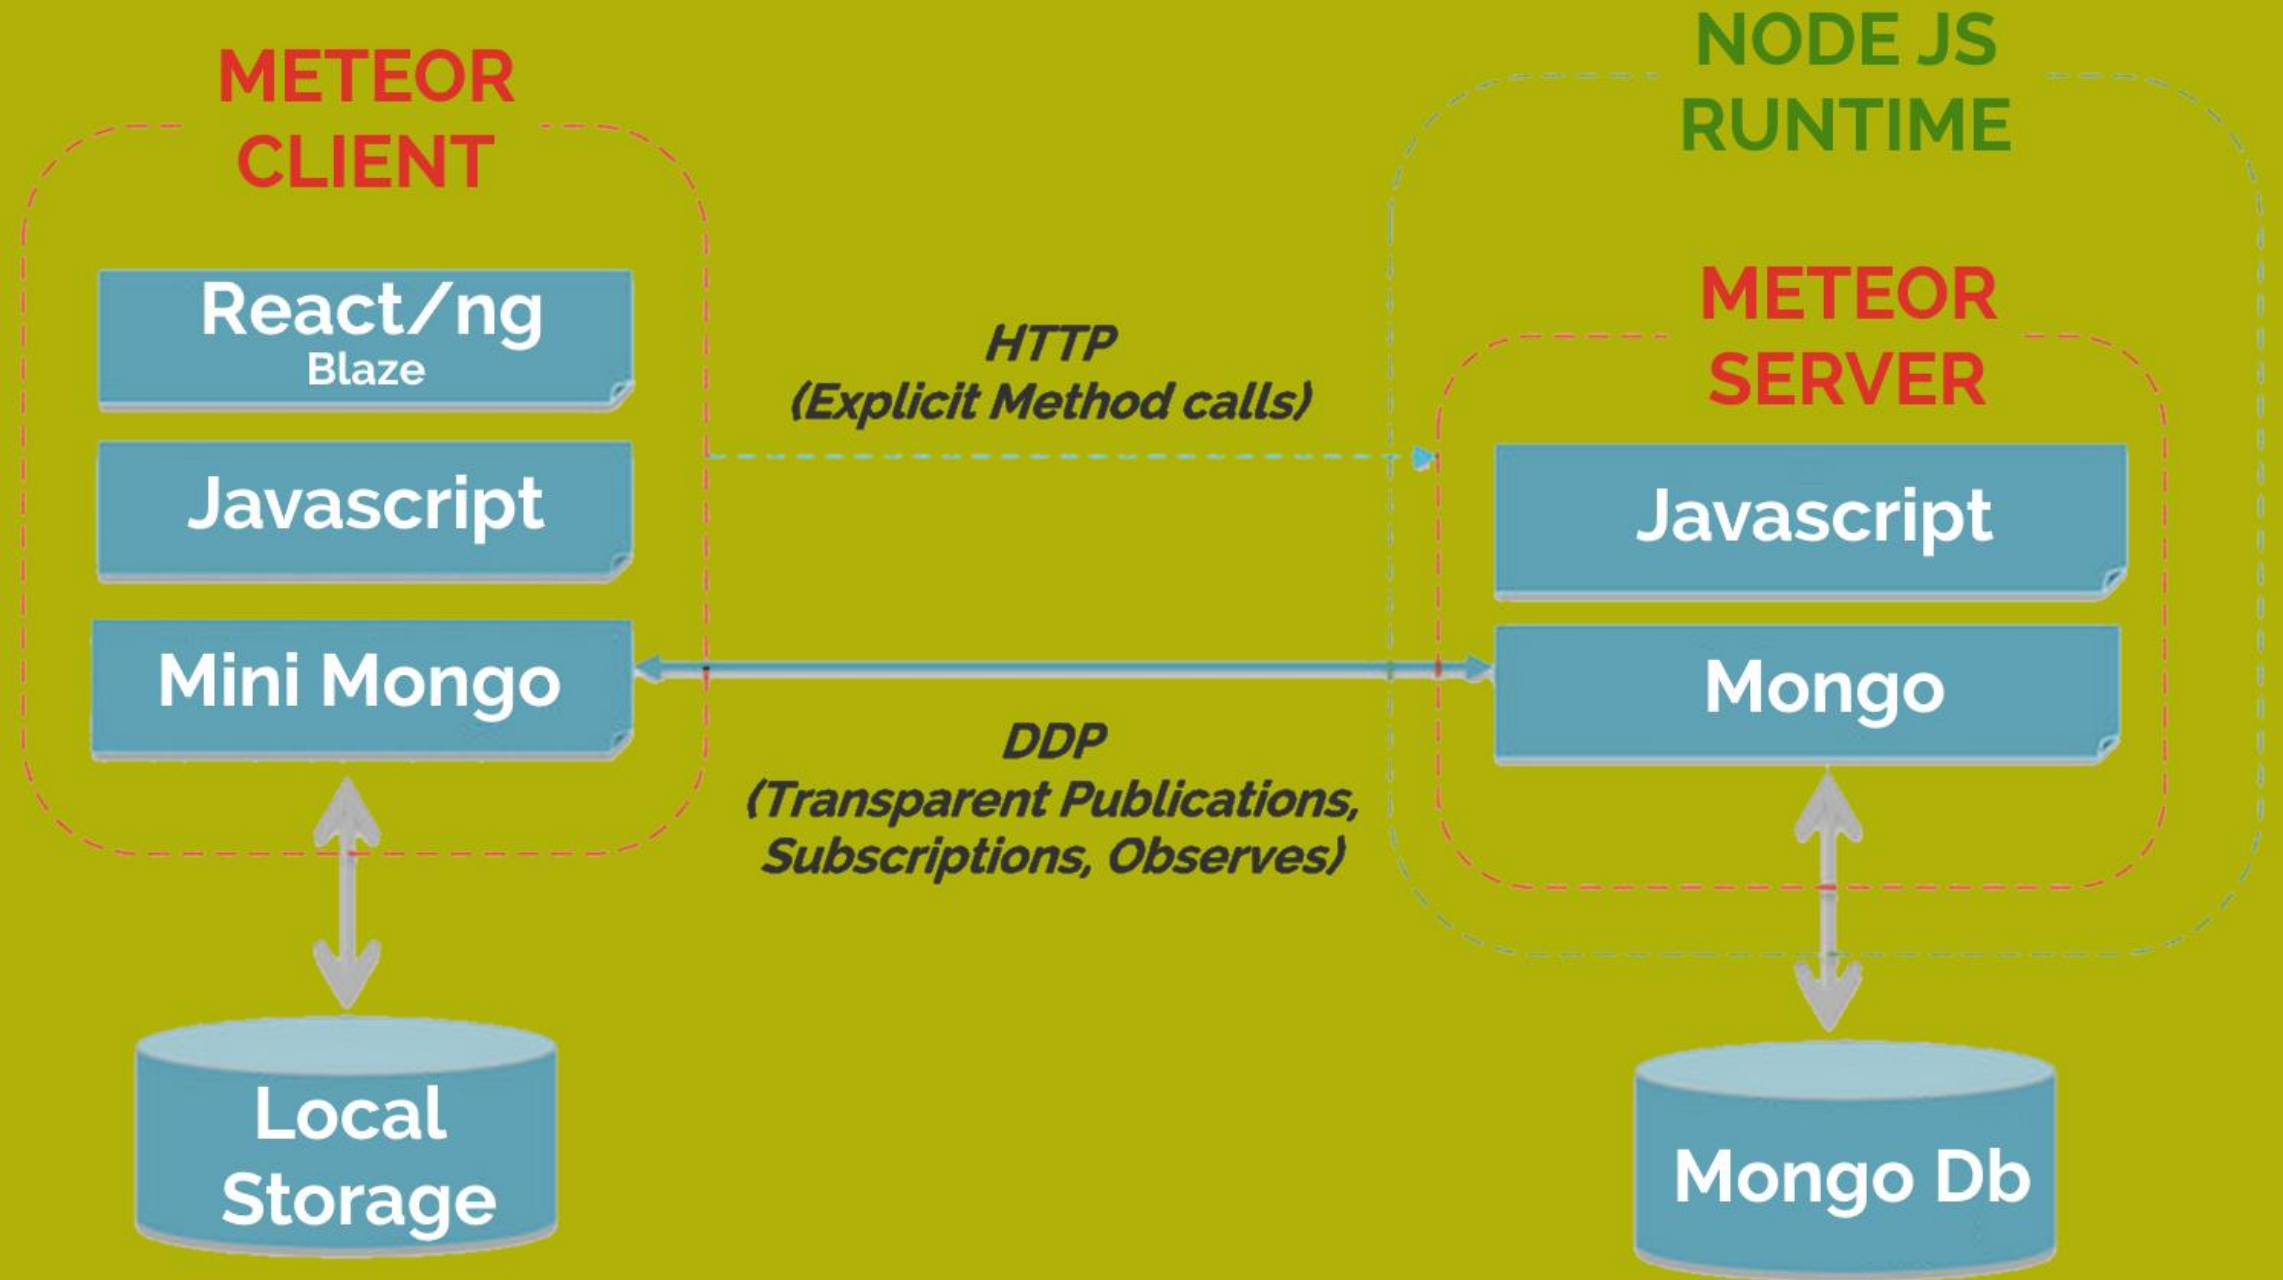 METEOR
CLIENT
React/ng
Blaze
Javascript
Mini Mongo
Local
Storage
HTTP
(Explicit Method calls)
DDP
(Transparent Publications,
Subscriptions, Observes)
NODE JS
RUNTIME
METEOR
SERVER
Javascript
Mongo
Mongo Db